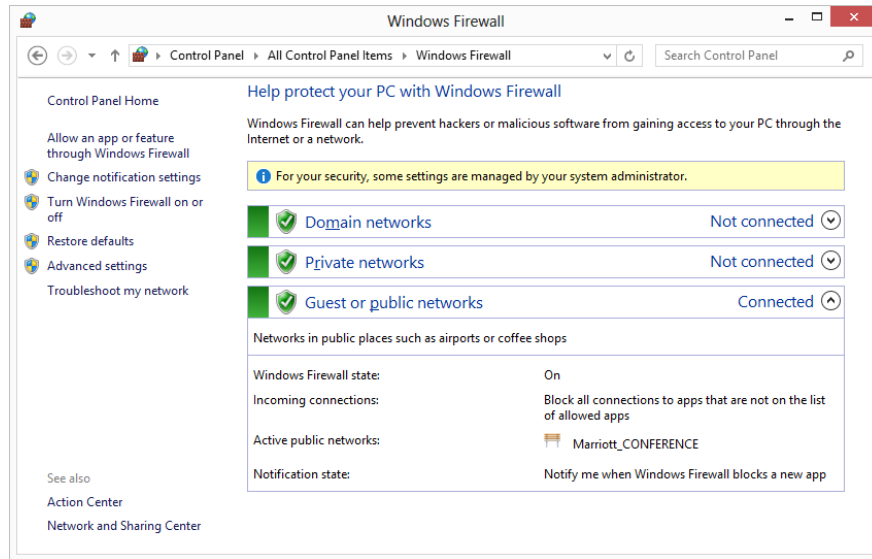 Windows Firewall
Control Panel ▸ All Control Panel Items ▸ Windows Firewall
Search Control Panel
Control Panel Home
Allow an app or feature
through Windows Firewall
Change notification settings
Turn Windows Firewall on or
off
Restore defaults
Advanced settings
Troubleshoot my network
See also
Action Center
Network and Sharing Center
Help protect your PC with Windows Firewall
Windows Firewall can help prevent hackers or malicious software from gaining access to your PC through the
Internet or a network.
For your security, some settings are managed by your system administrator.
Domain networks Not connected
Private networks Not connected
Guest or public networks Connected
Networks in public places such as airports or coffee shops
Windows Firewall state: On
Incoming connections: Block all connections to apps that are not on the list
of allowed apps
Active public networks: Marriott_CONFERENCE
Notification state: Notify me when Windows Firewall blocks a new app